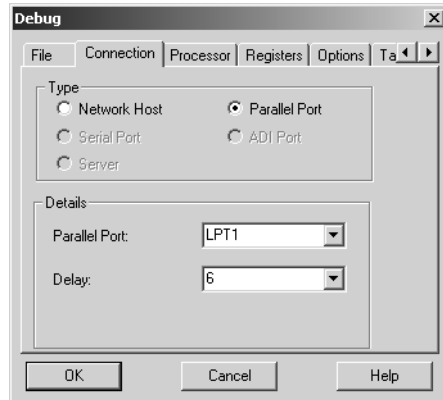 Debug
File Connection Processor Registers Options Ta
Type
Network Host Parallel Port
Serial Port ADI Port
Server
Details
Parallel Port: LPT1
Delay: 6
OK Cancel Help